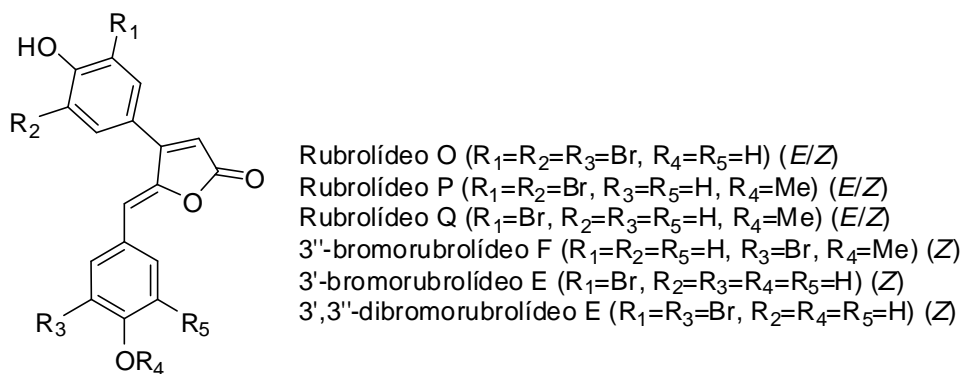 R₁
HO
R₂
O
O
R₃
R₅
OR₄
Rubrolídeo O (R₁=R₂=R₃=Br, R₄=R₅=H) (E/Z)
Rubrolídeo P (R₁=R₂=Br, R₃=R₅=H, R₄=Me) (E/Z)
Rubrolídeo Q (R₁=Br, R₂=R₃=R₅=H, R₄=Me) (E/Z)
3''-bromorubrolídeo F (R₁=R₂=R₅=H, R₃=Br, R₄=Me) (Z)
3'-bromorubrolídeo E (R₁=Br, R₂=R₃=R₄=R₅=H) (Z)
3',3''-dibromorubrolídeo E (R₁=R₃=Br, R₂=R₄=R₅=H) (Z)